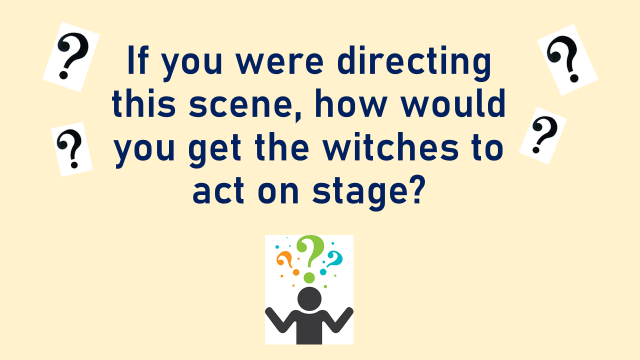 If you were directing
this scene, how would
you get the witches to
act on stage?
? ? ? ?
? ? ?